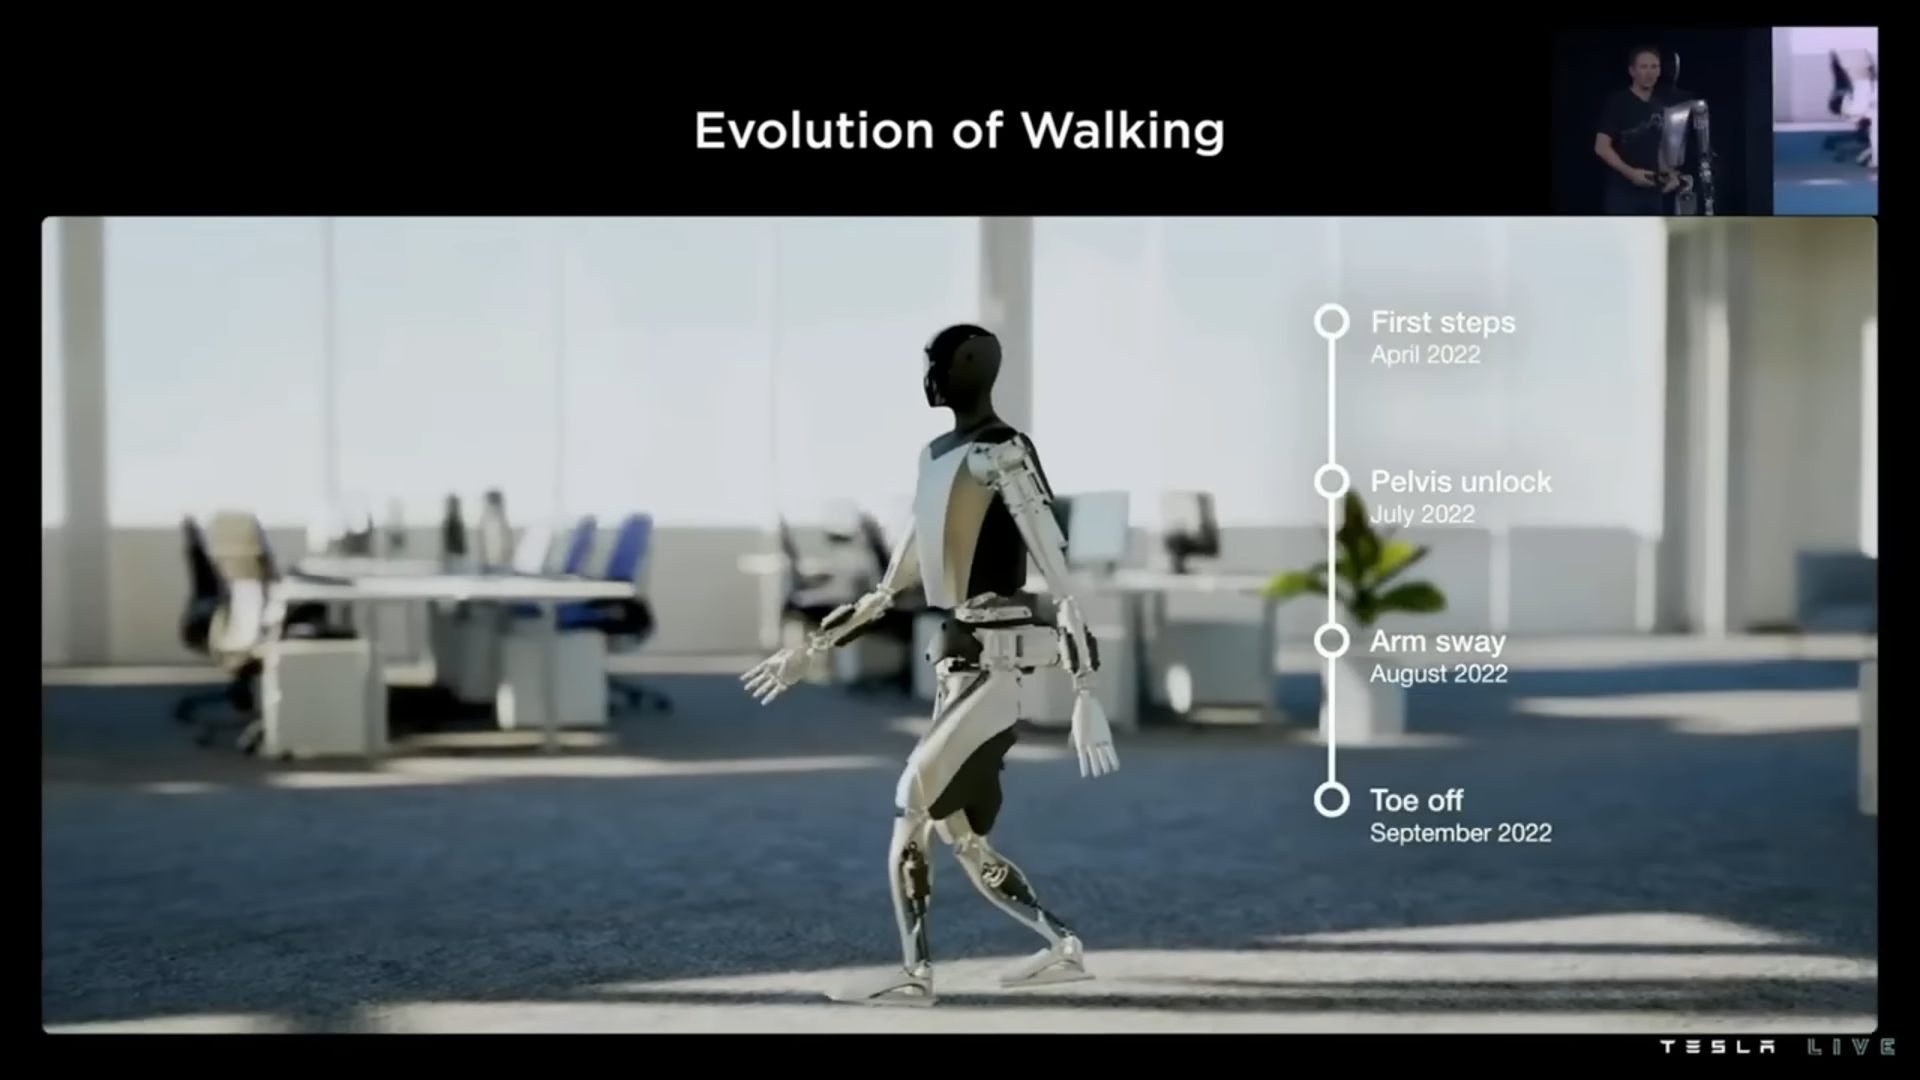 Evolution of Walking
First steps
April 2022
Pelvis unlock
July 2022
Arm sway
August 2022
Toe off
September 2022
TESLA LIVE